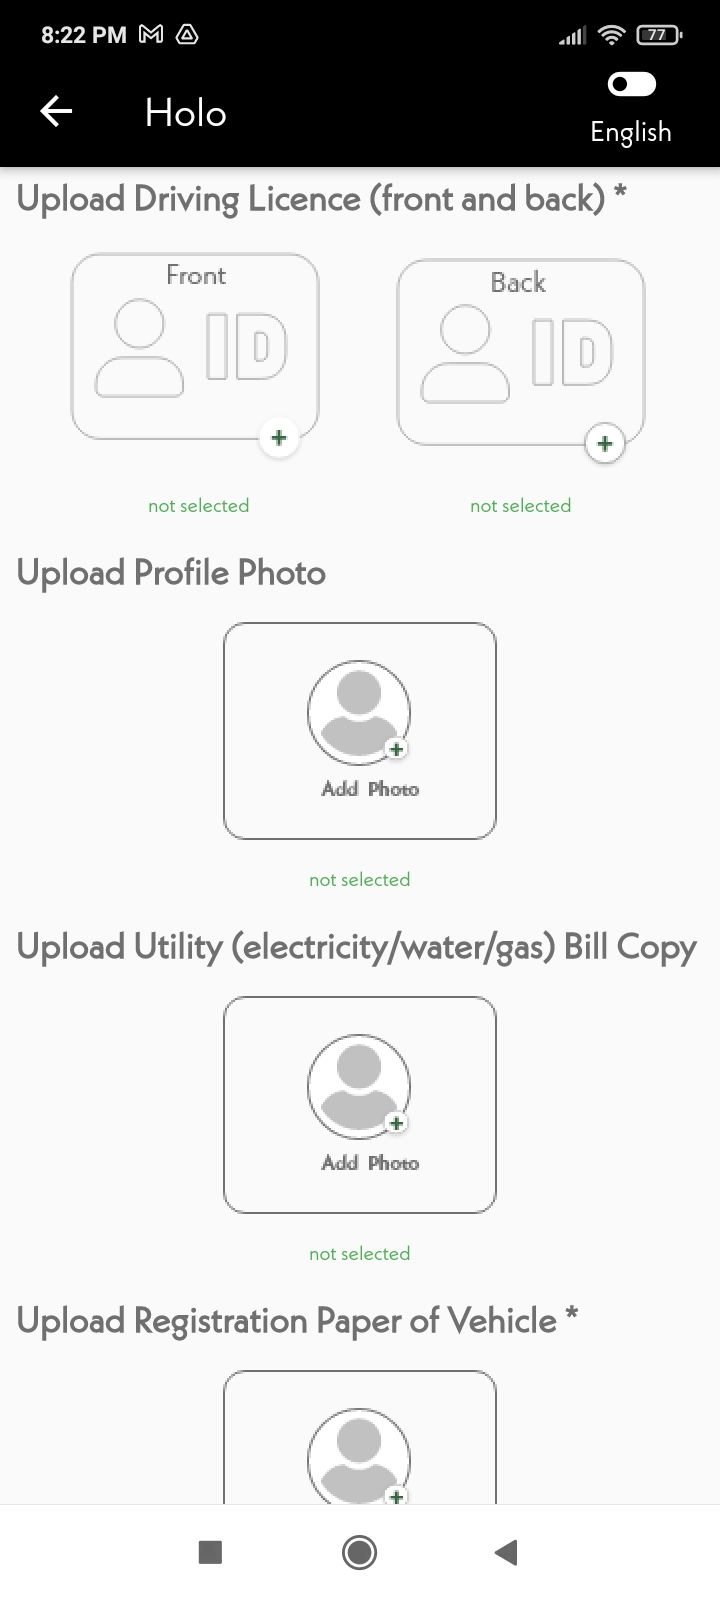 8:22 PM
77
Holo
English
Upload Driving Licence (front and back) *
Front
Back
ID
ID
not selected
not selected
Upload Profile Photo
Add Photo
not selected
Upload Utility (electricity/water/gas) Bill Copy
Add Photo
not selected
Upload Registration Paper of Vehicle *